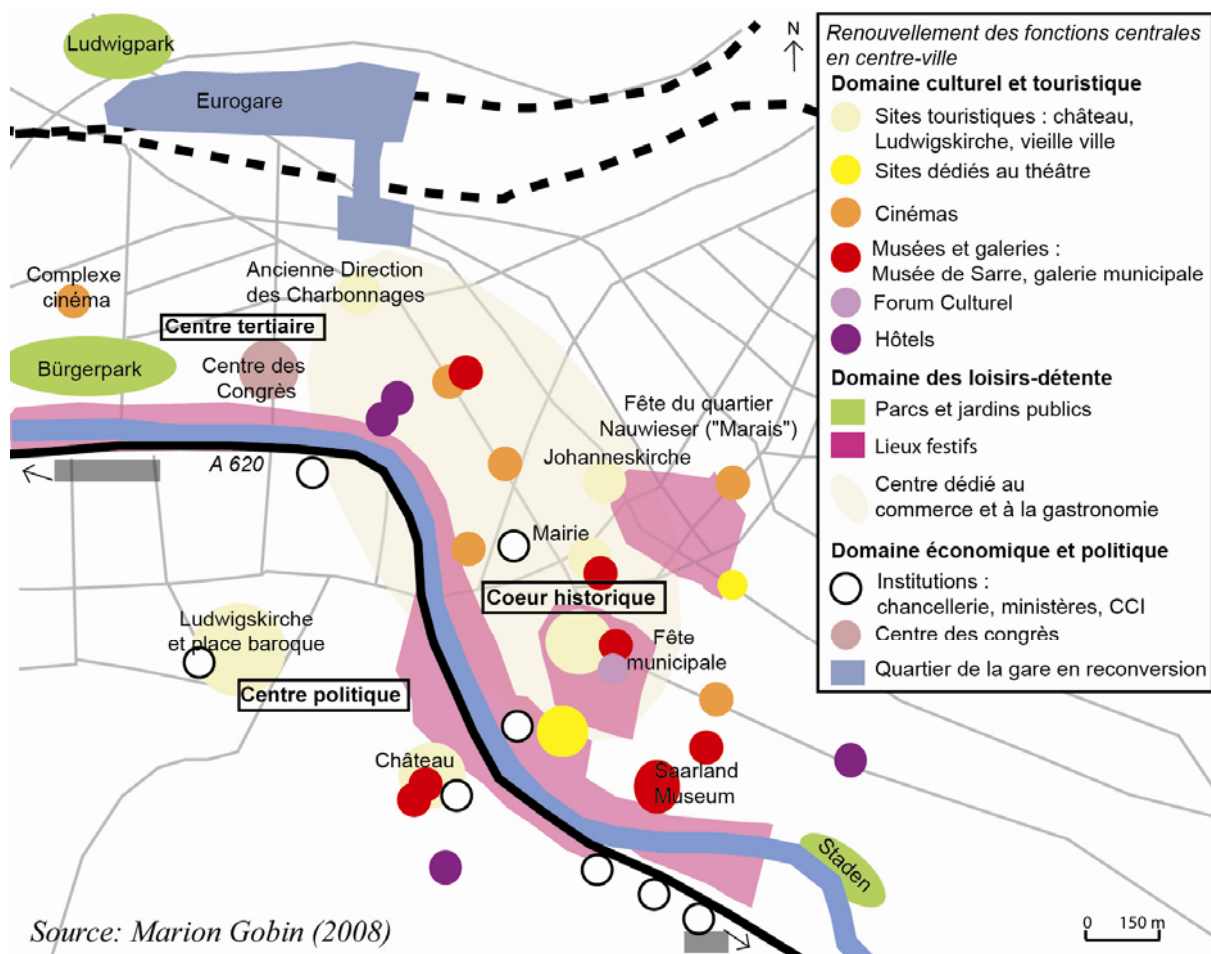 Ludwigpark
Eurogare
N
Complexe
cinéma
Ancienne Direction
des Charbonnages
Centre tertiaire
Bürgerpark
Centre des
Congrès
Fête du quartier
Nauwieser ("Marais")
Johanneskirche
A 620
Mairie
Coeur historique
Ludwigskirche
et place baroque
Fête
municipale
Centre politique
Château
Saarland
Museum
Staden
Source: Marion Gobin (2008)
0 150 m
Renouvellement des fonctions centrales
en centre-ville
Domaine culturel et touristique
Sites touristiques : château,
Ludwigskirche, vieille ville
Sites dédiés au théâtre
Cinémas
Musées et galeries :
Musée de Sarre, galerie municipale
Forum Culturel
Hôtels
Domaine des loisirs-détente
Parcs et jardins publics
Lieux festifs
Centre dédié au
commerce et à la gastronomie
Domaine économique et politique
Institutions :
chancellerie, ministères, CCI
Centre des congrès
Quartier de la gare en reconversion